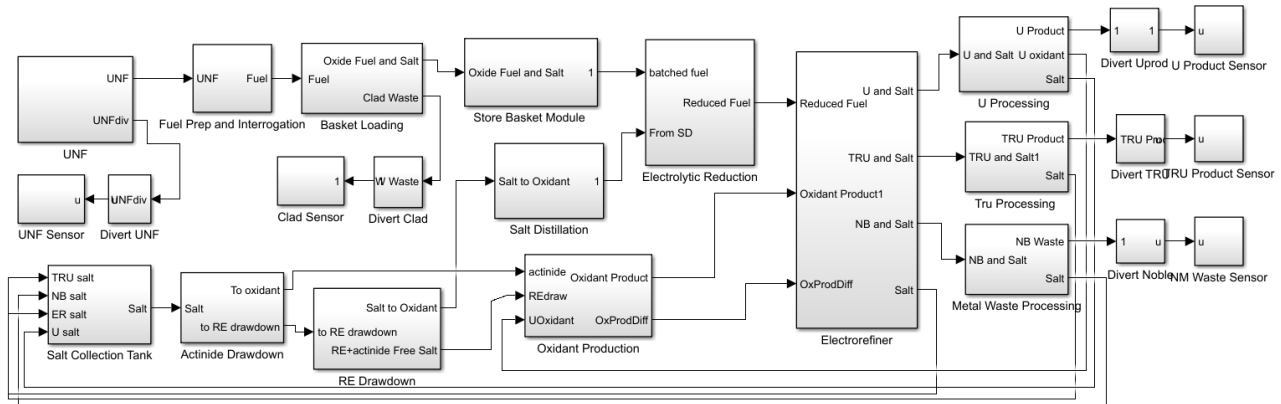 UNF
UNFdiv
UNF
UNF
Fuel
Fuel Prep and Interrogation
Oxide Fuel and Salt
Fuel
Clad Waste
Basket Loading
Oxide Fuel and Salt
1
Store Basket Module
batched fuel
Reduced Fuel
From SD
Electrolytic Reduction
Reduced Fuel
U and Salt
TRU and Salt
Oxidant Product1
NB and Salt
OxProdDiff
Salt
Electrorefiner
U Product
U and Salt
U oxidant
Salt
U Processing
1
1
Divert Uprod
u
U Product Sensor
TRU Product
TRU and Salt1
Salt
Tru Processing
TRU
u
Divert TRU
u
TRU Product Sensor
NB Waste
NB and Salt
Salt
Metal Waste Processing
1
u
Divert Noble
u
NM Waste Sensor
u
UNF Sensor
UNFdiv
Divert UNF
1
Clad Sensor
Waste
Divert Clad
Salt to Oxidant
1
Salt Distillation
TRU salt
NB salt
ER salt
U salt
Salt
Salt Collection Tank
Salt
To oxidant
to RE drawdown
Actinide Drawdown
Salt to Oxidant
to RE drawdown
RE+actinide Free Salt
RE Drawdown
actinide
Oxidant Product
REdraw
UOxidant
OxProdDiff
Oxidant Production